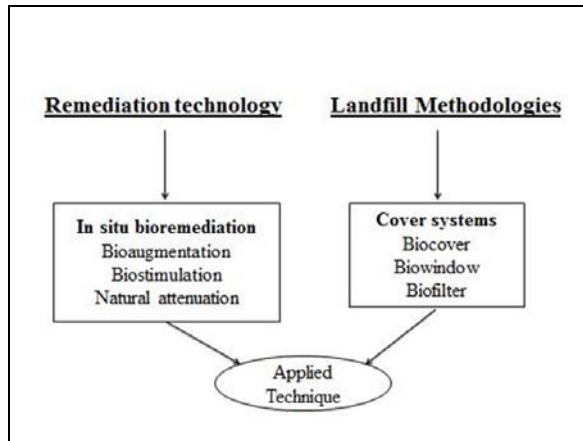 Remediation technology
Landfill Methodologies
In situ bioremediation
Bioaugmentation
Biostimulation
Natural attenuation
Cover systems
Biocover
Biowindow
Biofilter
Applied
Technique